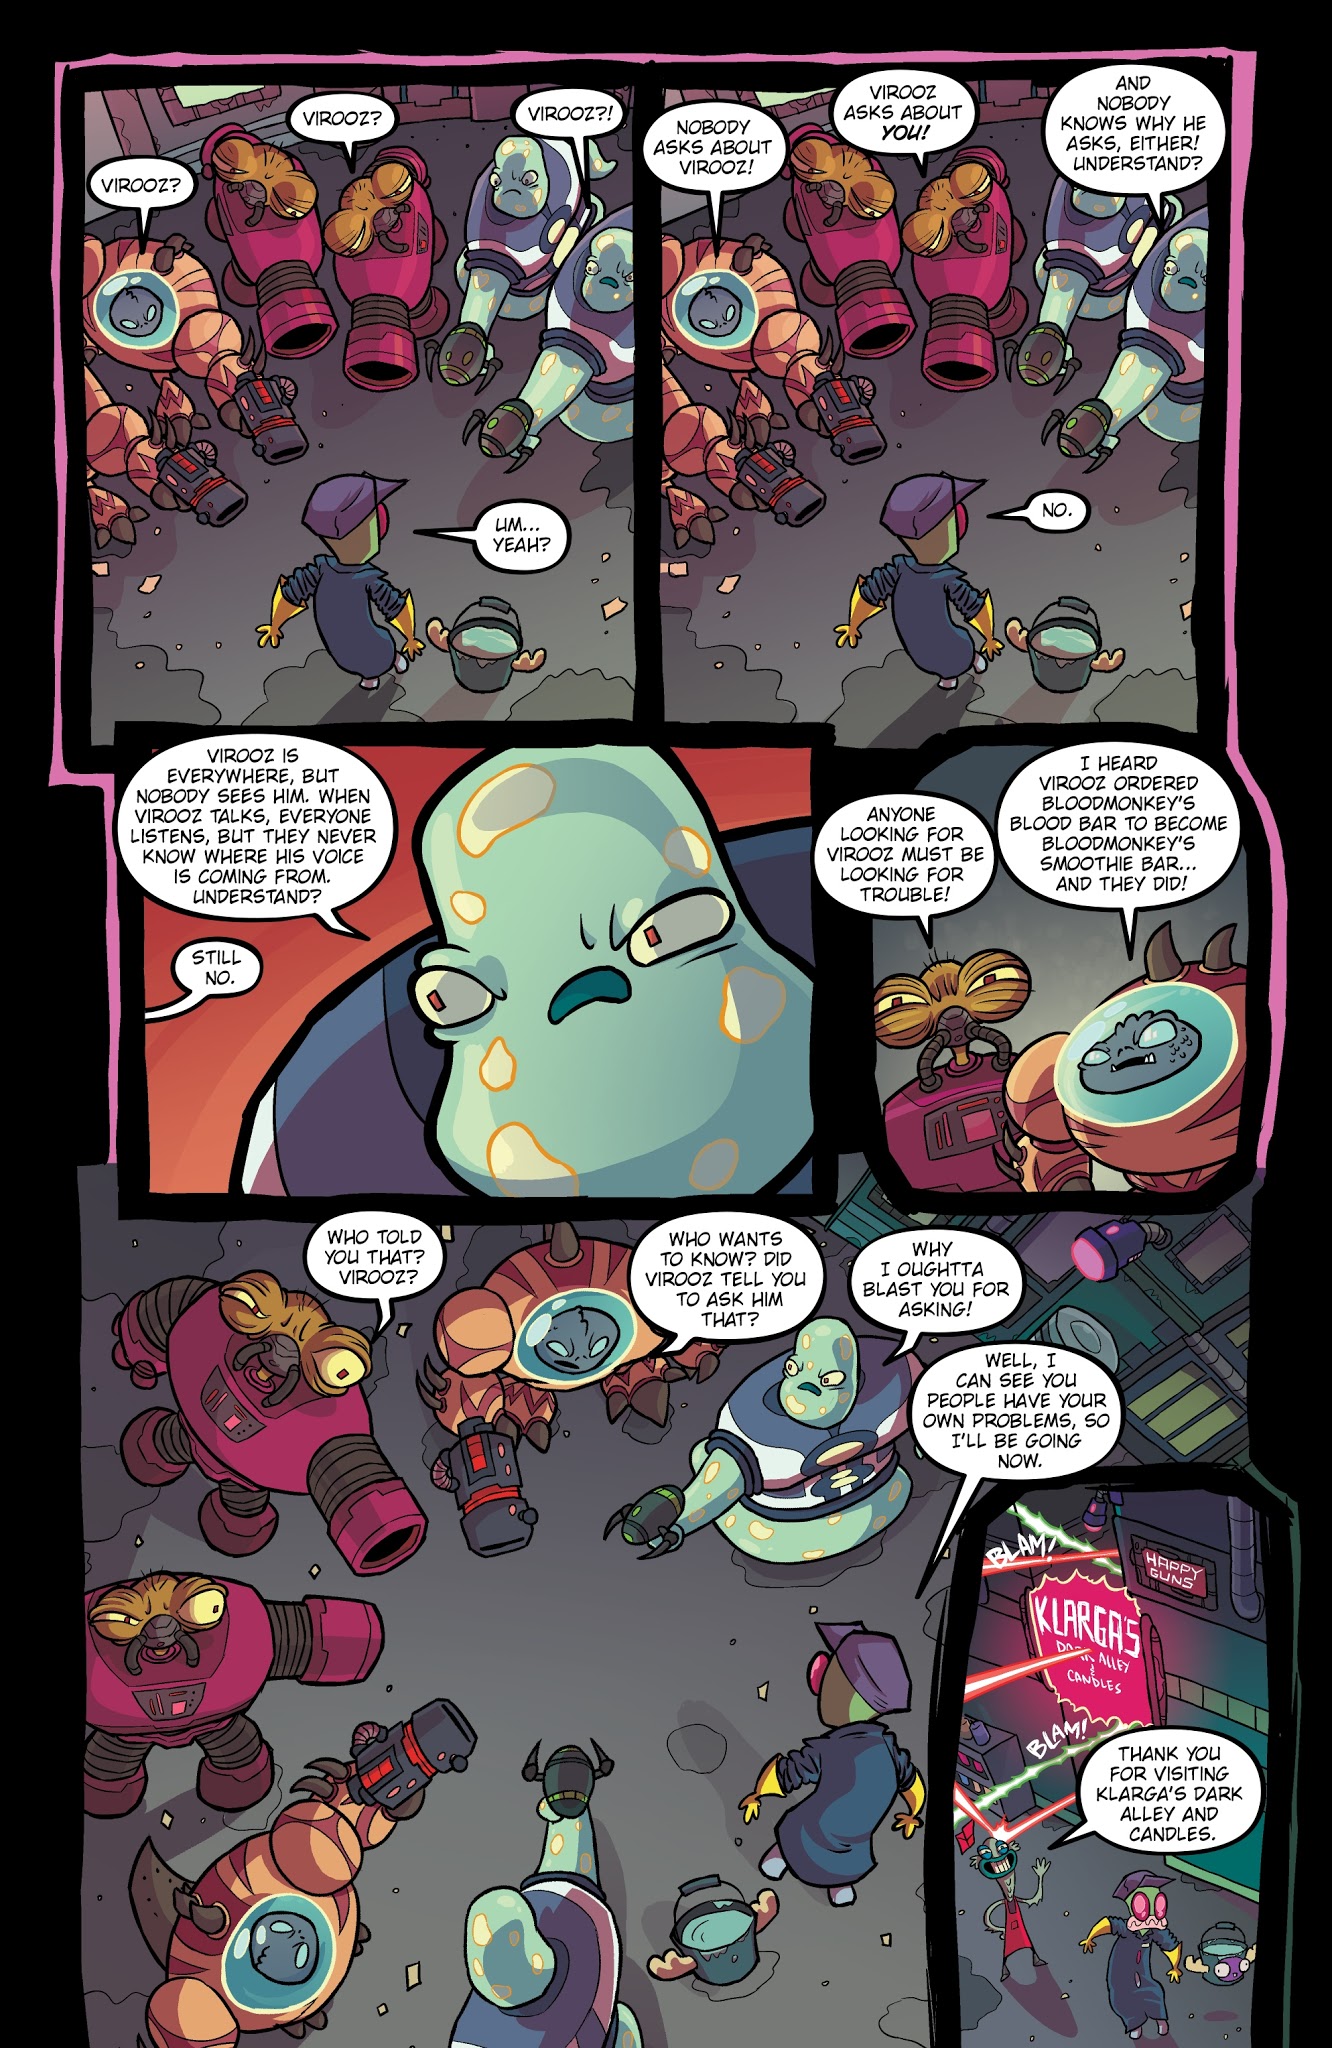 VIROOZ?
VIROOZ?
VIROOZ?!
UM...
YEAH?
NOBODY
ASKS ABOUT
VIROOZ!
VIROOZ
ASKS ABOUT
YOU!
AND
NOBODY
KNOWS WHY HE
ASKS, EITHER!
UNDERSTAND?
NO.
VIROOZ IS
EVERYWHERE, BUT
NOBODY SEES HIM. WHEN
VIROOZ TALKS, EVERYONE
LISTENS, BUT THEY NEVER
KNOW WHERE HIS VOICE
IS COMING FROM.
UNDERSTAND?
STILL
NO.
ANYONE
LOOKING FOR
VIROOZ MUST BE
LOOKING FOR
TROUBLE!
I HEARD
VIROOZ ORDERED
BLOODMONKEY'S
BLOOD BAR TO BECOME
BLOODMONKEY'S
SMOOTHIE BAR...
AND THEY DID!
WHO TOLD
YOU THAT?
VIROOZ?
WHO WANTS
TO KNOW? DID
VIROOZ TELL YOU
TO ASK HIM
THAT?
WHY
I OUGHTTA
BLAST YOU FOR
ASKING!
WELL, I
CAN SEE YOU
PEOPLE HAVE YOUR
OWN PROBLEMS, SO
I'LL BE GOING
NOW.
BLAM!
HAPPY
GUNS
KLARGA'S
DARK ALLEY
&
CANDLES
BLAM!
THANK YOU
FOR VISITING
KLARGA'S DARK
ALLEY AND
CANDLES.